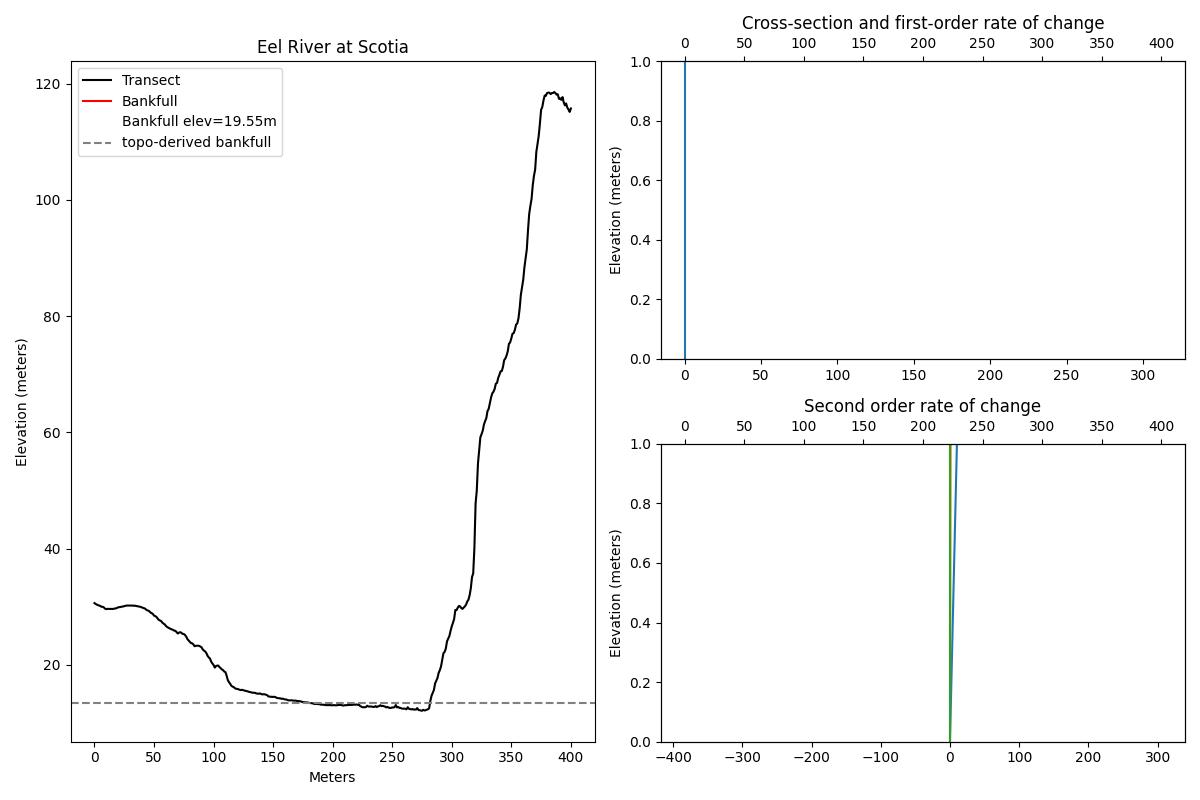 Eel River at Scotia
Transect
Bankfull
Bankfull elev=19.55m
topo-derived bankfull
Elevation (meters)
120
100
80
60
40
20
0 50 100 150 200 250 300 350 400
Meters
Cross-section and first-order rate of change
0 50 100 150 200 250 300 350 400
Elevation (meters)
1.0
0.8
0.6
0.4
0.2
0.0
0 50 100 150 200 250 300
Second order rate of change
0 50 100 150 200 250 300 350 400
Elevation (meters)
1.0
0.8
0.6
0.4
0.2
0.0
−400 −300 −200 −100 0 100 200 300